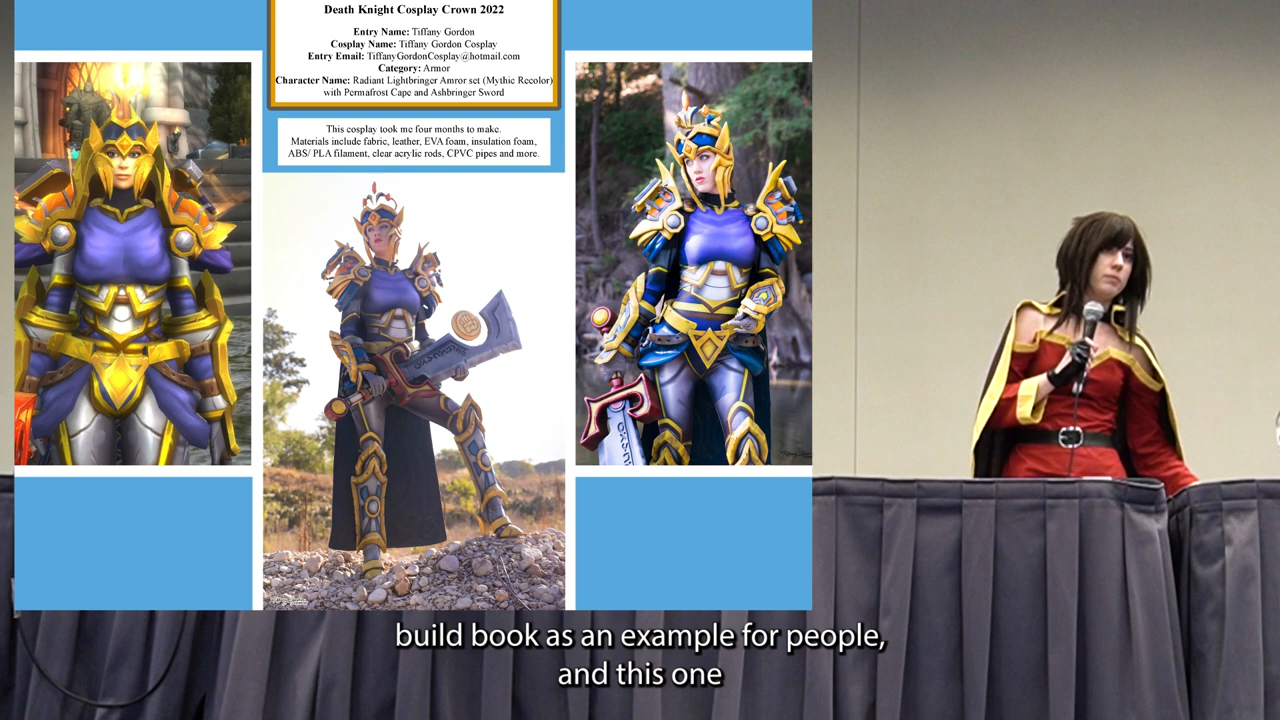 Death Knight Cosplay Crown 2022
Entry Name: Tiffany Gordon
Cosplay Name: Tiffany Gordon Cosplay
Entry Email: TiffanyGordonCosplay@hotmail.com
Category: Armor
Character Name: Radiant Lightbringer Amror set (Mythic Recolor)
with Permafrost Cape and Ashbringer Sword
This cosplay took me four months to make.
Materials include fabric, leather, EVA foam, insulation foam,
ABS/ PLA filament, clear acrylic rods, CPVC pipes and more.
build book as an example for people,
and this one